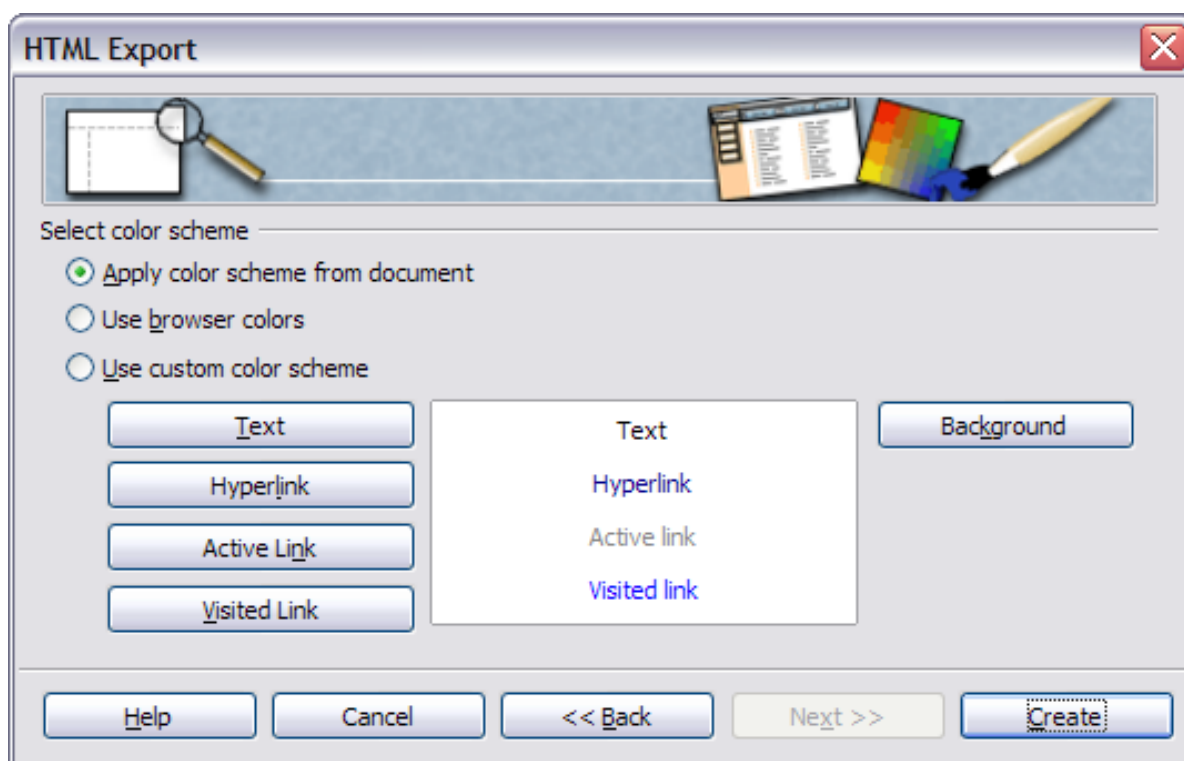 HTML Export
Select color scheme
Apply color scheme from document
Use browser colors
Use custom color scheme
Text
Hyperlink
Active Link
Visited Link
Text
Hyperlink
Active link
Visited link
Background
Help
Cancel
<< Back
Next >>
Create